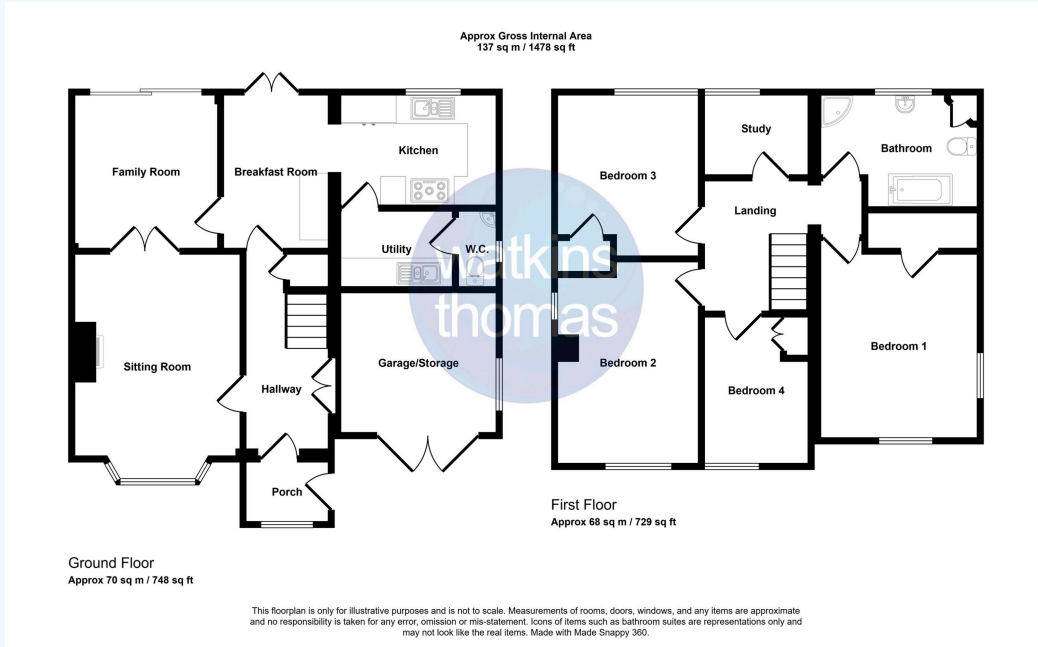 Approx Gross Internal Area
137 sq m / 1478 sq ft
Family Room
Breakfast Room
Kitchen
Utility
W.C.
Sitting Room
Hallway
Garage/Storage
Porch
Ground Floor
Approx 70 sq m / 748 sq ft
Bedroom 3
Study
Bathroom
Landing
Bedroom 2
Bedroom 4
Bedroom 1
First Floor
Approx 68 sq m / 729 sq ft
watkins
thomas
This floorplan is only for illustrative purposes and is not to scale. Measurements of rooms, doors, windows, and any items are approximate
and no responsibility is taken for any error, omission or mis-statement. Icons of items such as bathroom suites are representations only and
may not look like the real items. Made with Made Snappy 360.